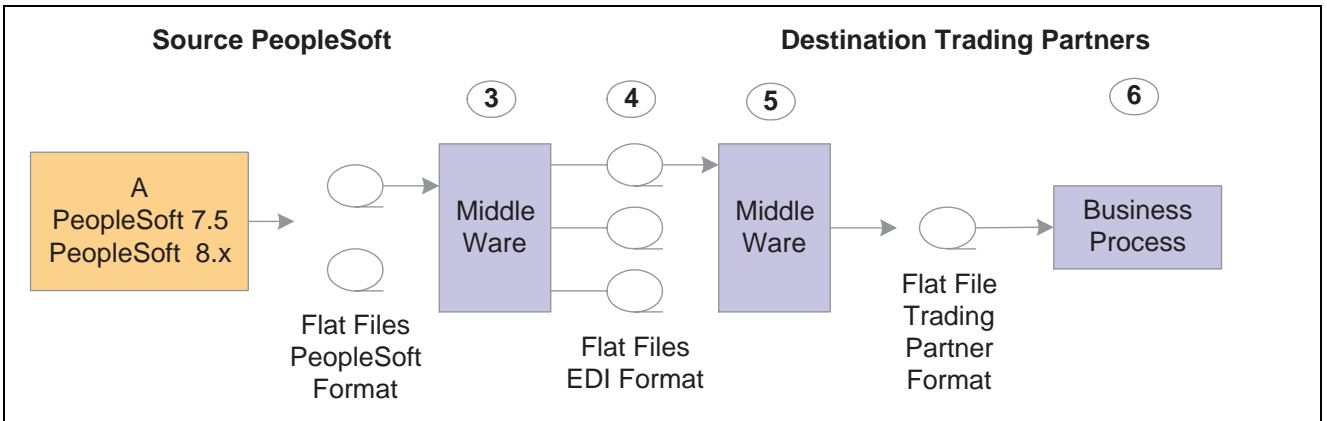 Source PeopleSoft
Destination Trading Partners
3
4
5
6
A
PeopleSoft 7.5
PeopleSoft 8.x
Flat Files
PeopleSoft
Format
Middle
Ware
Flat Files
EDI Format
Middle
Ware
Flat File
Trading
Partner
Format
Business
Process